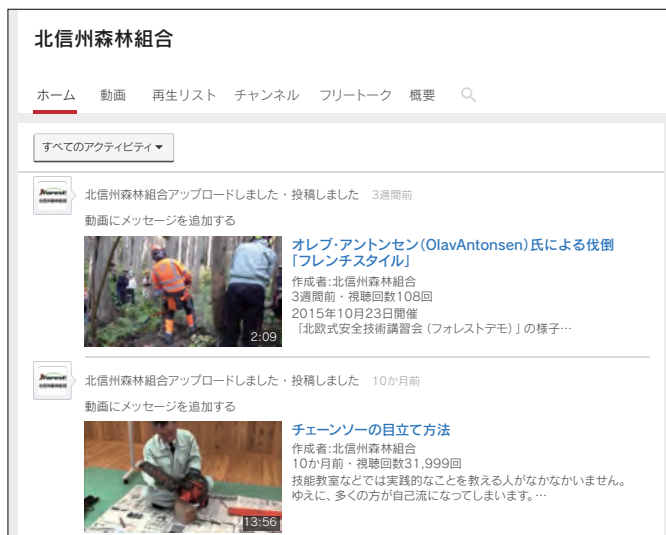 北信州森林組合
ホーム 動画 再生リスト チャンネル フリートーク 概要
すべてのアクティビティ▼
北信州森林組合アップロードしました・投稿しました 3週間前
動画にメッセージを追加する
オレブ・アントンセン(OlavAntonsen)氏による伐倒
「フレンチスタイル」
作成者:北信州森林組合
3週間前・視聴回数108回
2015年10月23日開催
「北欧式安全技術講習会(フォレストデモ)」の様子…
2:09
北信州森林組合アップロードしました・投稿しました 10か月前
動画にメッセージを追加する
チェーンソーの目立て方法
作成者:北信州森林組合
10か月前・視聴回数31,999回
技能教室などでは実践的なことを教える人がなかなかいません。
ゆえに、多くの方が自己流になってしまいます。…
13:56